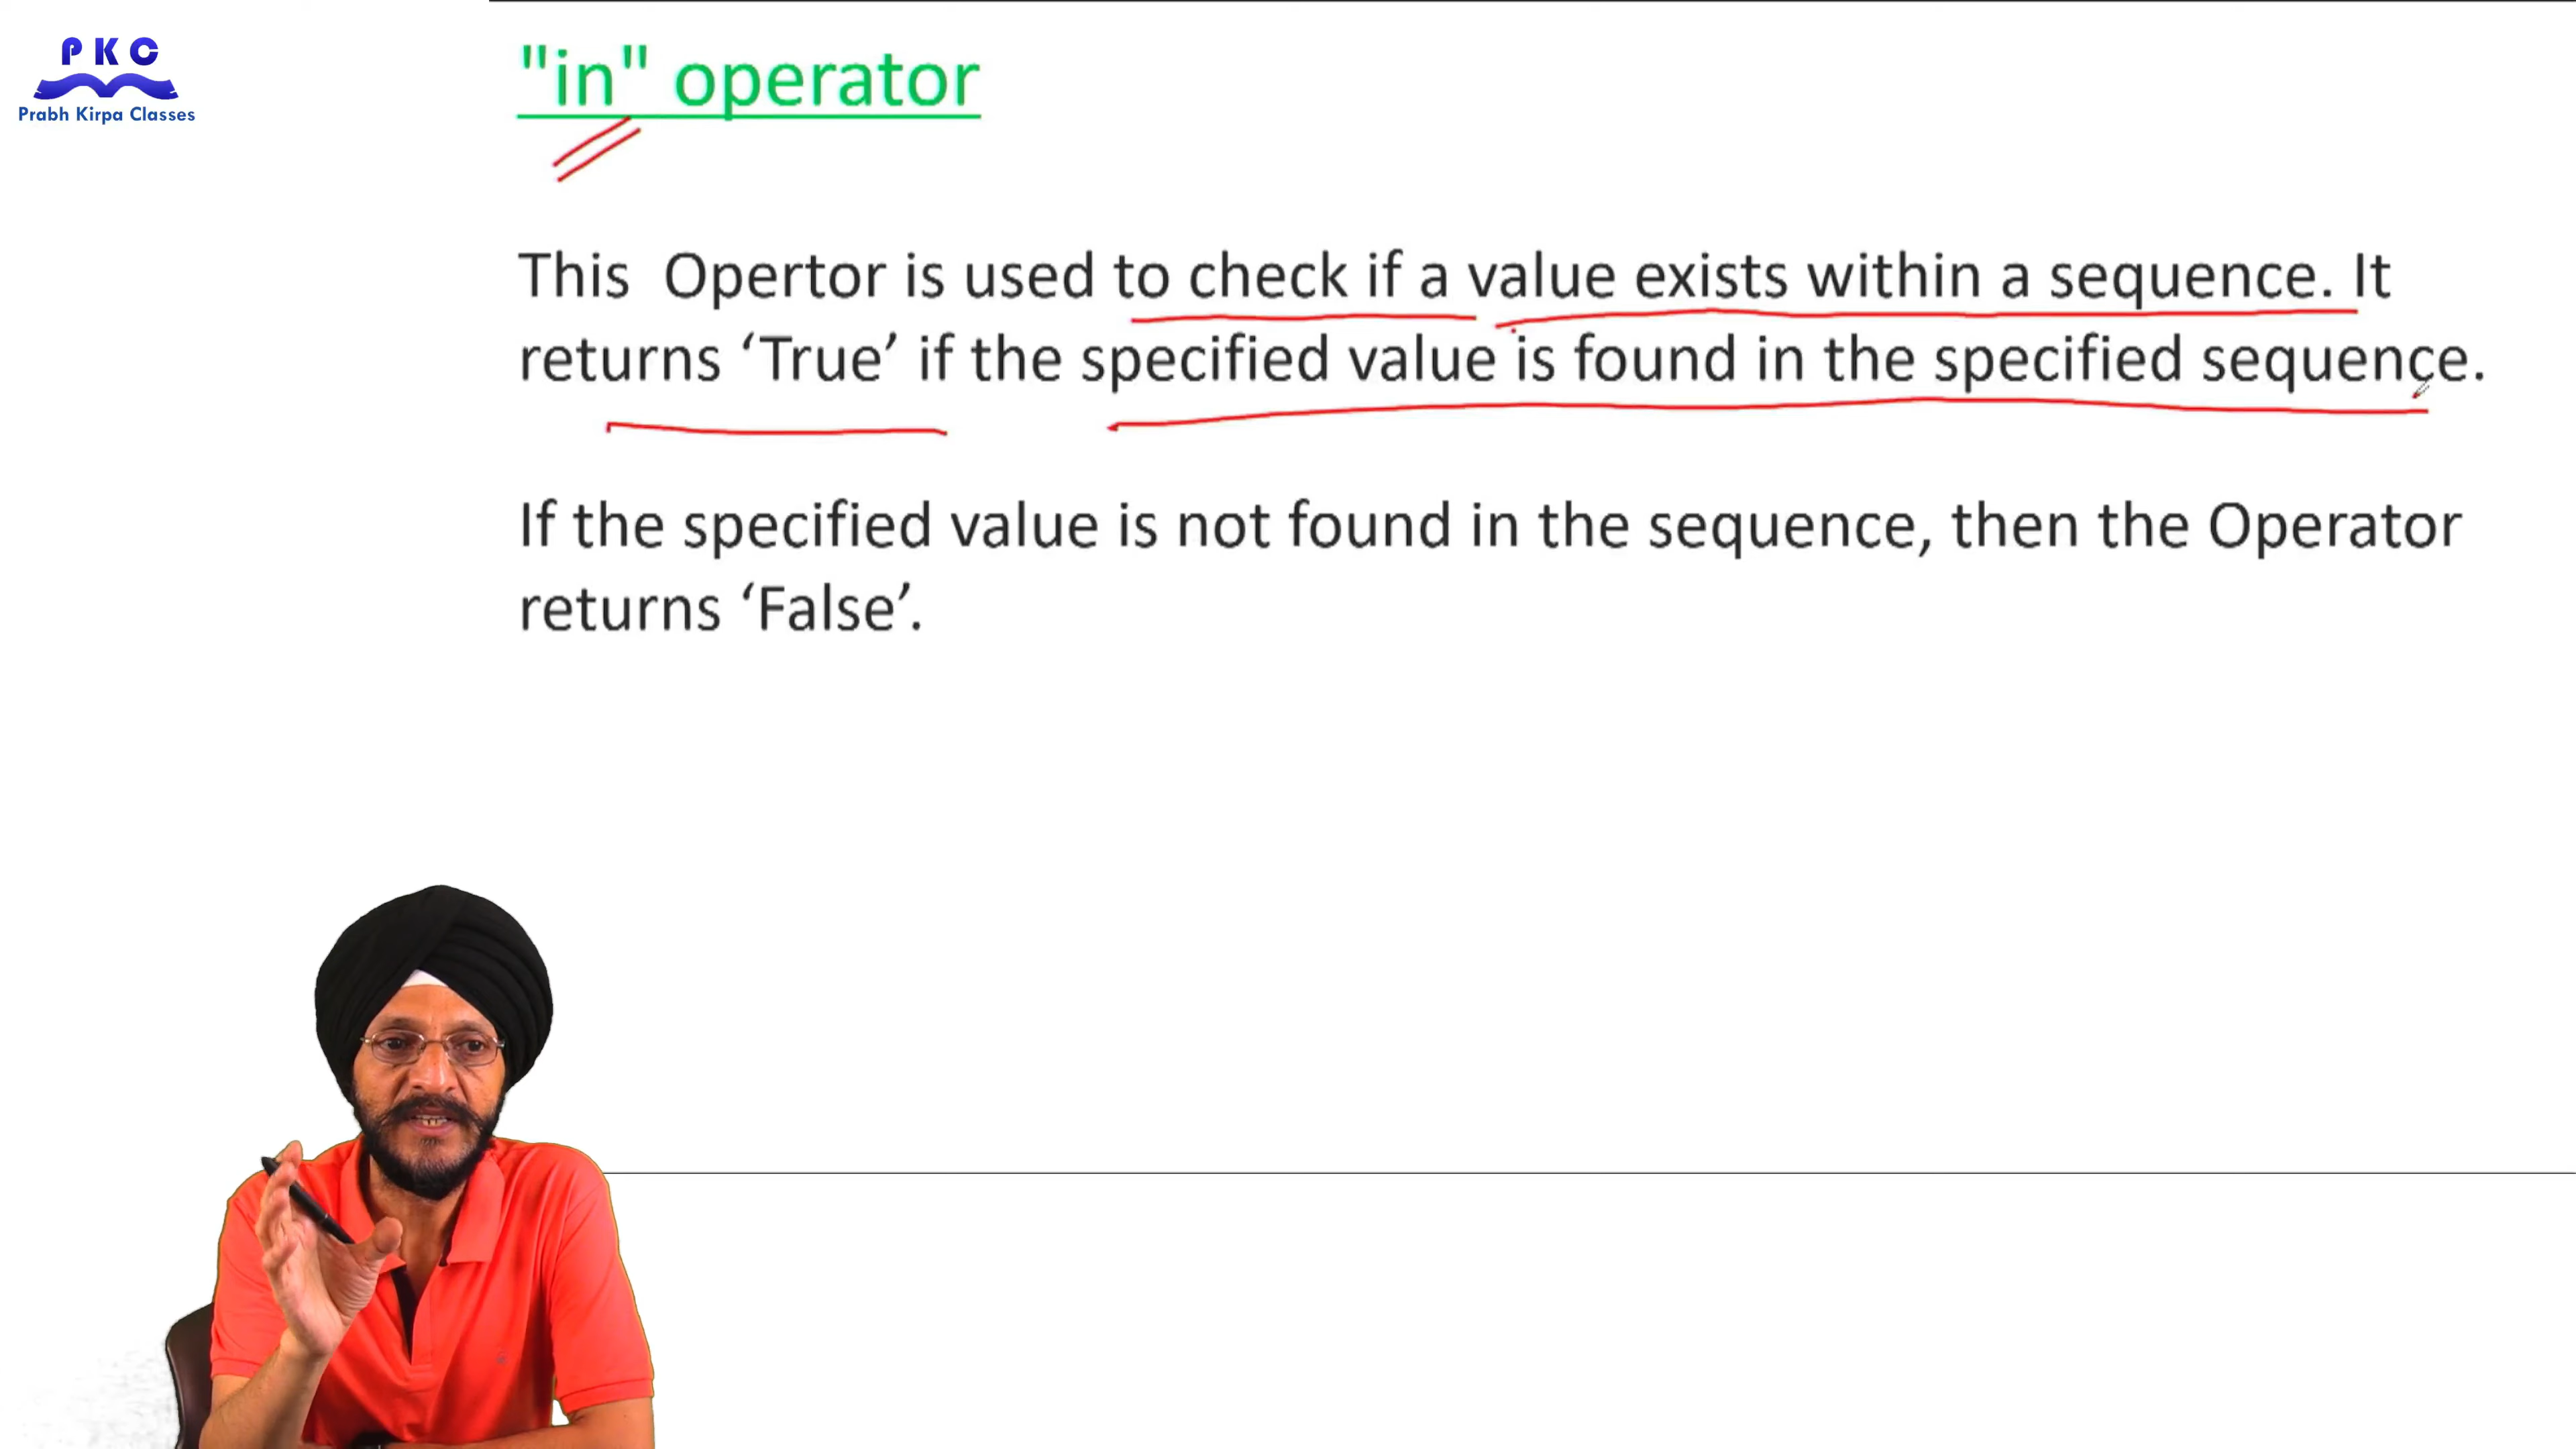 P K C
Prabh Kirpa Classes
"in" operator
This Opertor is used to check if a value exists within a sequence. It
returns ‘True’ if the specified value is found in the specified sequence.
If the specified value is not found in the sequence, then the Operator
returns ‘False’.